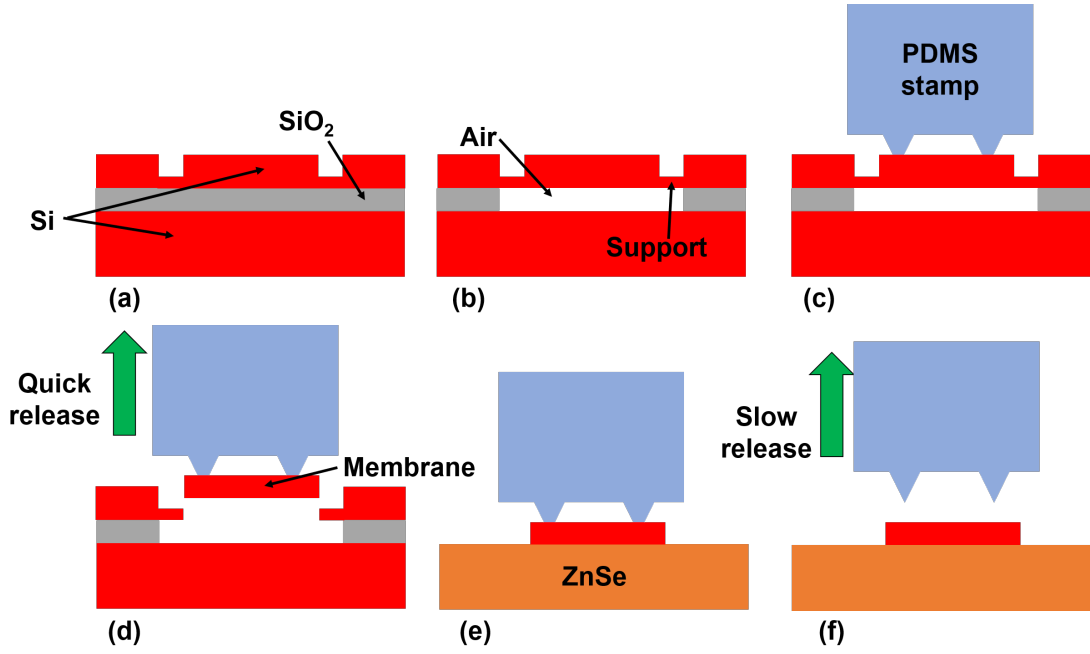 PDMS
stamp
SiO₂
Air
Si
Support
(a)
(b)
(c)
Quick
release
Membrane
Slow
release
ZnSe
(d)
(e)
(f)